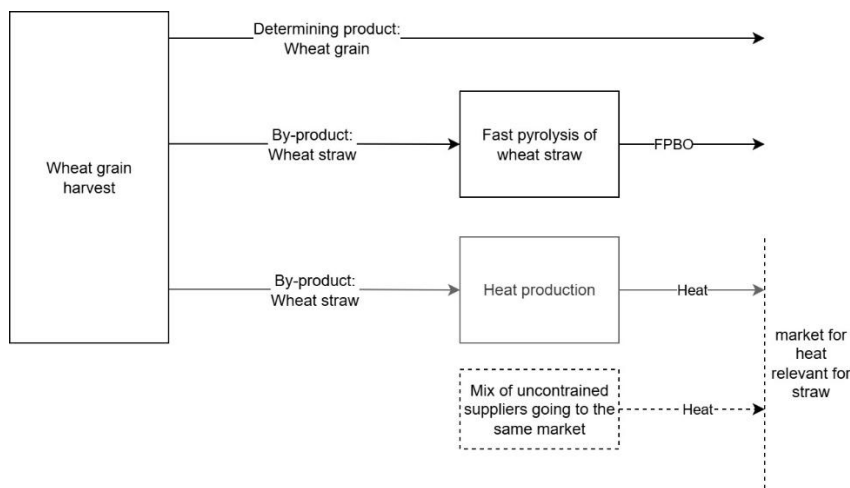 Determining product:
Wheat grain
Wheat grain
harvest
By-product:
Wheat straw
Fast pyrolysis of
wheat straw
FPBO
By-product:
Wheat straw
Heat production
Heat
market for
heat
relevant for
straw
Mix of uncontrained
suppliers going to the
same market
Heat